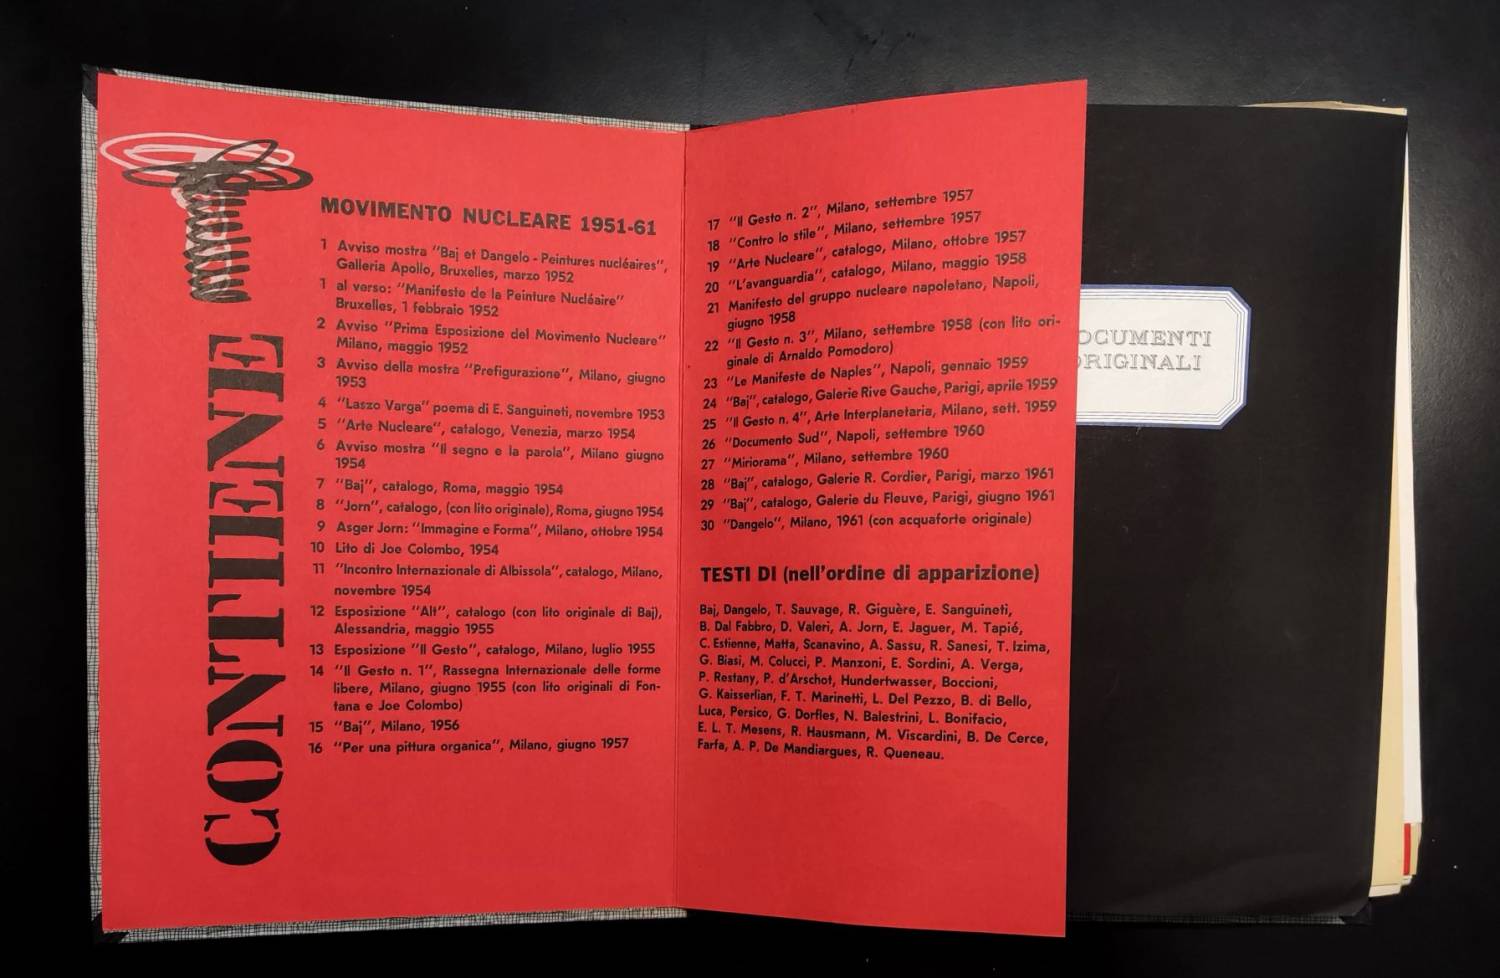 CONTIENE
MOVIMENTO NUCLEARE 1951-61
1 Avviso mostra "Baj et Dangelo - Peintures nucléaires",
Galleria Apollo, Bruxelles, marzo 1952
1 al verso: "Manifeste de la Peinture Nucléaire"
Bruxelles, 1 febbraio 1952
2 Avviso "Prima Esposizione del Movimento Nucleare"
Milano, maggio 1952
3 Avviso della mostra "Prefigurazione", Milano, giugno
1953
4 "Laszo Varga" poema di E. Sanguineti, novembre 1953
5 "Arte Nucleare", catalogo, Venezia, marzo 1954
6 Avviso mostra "Il segno e la parola", Milano giugno
1954
7 "Baj", catalogo, Roma, maggio 1954
8 "Jorn", catalogo, (con lito originale), Roma, giugno 1954
9 Asger Jorn: "Immagine e Forma", Milano, ottobre 1954
10 Lito di Joe Colombo, 1954
11 "Incontro Internazionale di Albissola", catalogo, Milano,
novembre 1954
12 Esposizione "Alt", catalogo (con lito originale di Baj),
Alessandria, maggio 1955
13 Esposizione "Il Gesto", catalogo, Milano, luglio 1955
14 "Il Gesto n. 1", Rassegna Internazionale delle forme
libere, Milano, giugno 1955 (con lito originali di Fon-
tana e Joe Colombo)
15 "Baj", Milano, 1956
16 "Per una pittura organica", Milano, giugno 1957
17 "Il Gesto n. 2", Milano, settembre 1957
18 "Contro lo stile", Milano, settembre 1957
19 "Arte Nucleare", catalogo, Milano, ottobre 1957
20 "L'avanguardia", catalogo, Milano, maggio 1958
21 Manifesto del gruppo nucleare napoletano, Napoli,
giugno 1958
22 "Il Gesto n. 3", Milano, settembre 1958 (con lito ori-
ginale di Arnaldo Pomodoro)
23 "Le Manifeste de Naples", Napoli, gennaio 1959
24 "Baj", catalogo, Galerie Rive Gauche, Parigi, aprile 1959
25 "Il Gesto n. 4", Arte Interplanetaria, Milano, sett. 1959
26 "Documento Sud", Napoli, settembre 1960
27 "Miriorama", Milano, settembre 1960
28 "Baj", catalogo, Galerie R. Cordier, Parigi, marzo 1961
29 "Baj", catalogo, Galerie du Fleuve, Parigi, giugno 1961
30 "Dangelo", Milano, 1961 (con acquaforte originale)
TESTI DI (nell'ordine di apparizione)
Baj, Dangelo, T. Sauvage, R. Giguère, E. Sanguineti,
B. Dal Fabbro, D. Valeri, A. Jorn, E. Jaguer, M. Tapié,
C. Estienne, Matta, Scanavino, A. Sassu, R. Sanesi, T. Izima,
G. Biasi, M. Colucci, P. Manzoni, E. Sordini, A. Verga,
P. Restany, P. d'Arschot, Hundertwasser, Boccioni,
G. Kaisserlian, F. T. Marinetti, L. Del Pezzo, B. di Bello,
Luca, Persico, G. Dorfles, N. Balestrini, L. Bonifacio,
E. L. T. Mesens, R. Hausmann, M. Viscardini, B. De Cerce,
Farfa, A. P. De Mandiargues, R. Queneau.
OCUMENTI
ORIGINALI